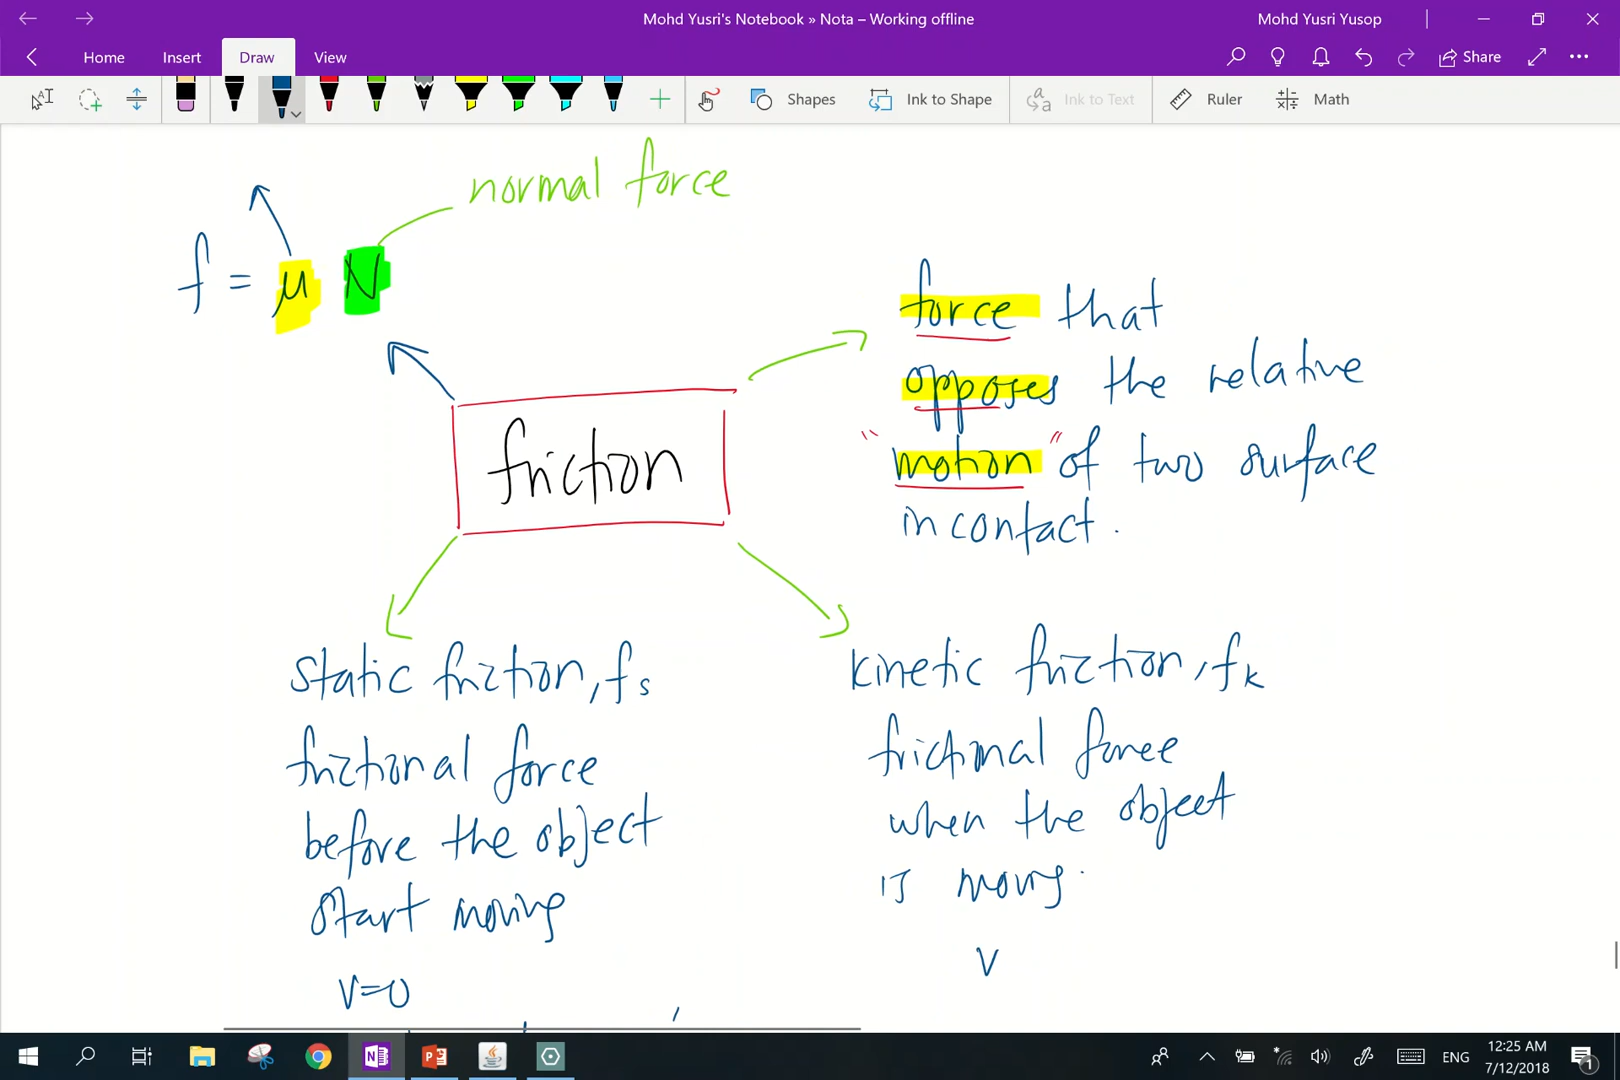 Mohd Yusri's Notebook » Nota – Working offline
Mohd Yusri Yusop
Home
Insert
Draw
View
Share
Shapes
Ink to Shape
Ink to Text
Ruler
Math
normal force
f = μ N
force that
opposes the relative
"motion" of two surface
in contact.
friction
Static friction, fs
frictional force
before the object
start moving
v=0
kinetic friction, fk
frictional force
when the object
is moving.
v
ENG
12:25 AM
7/12/2018
1